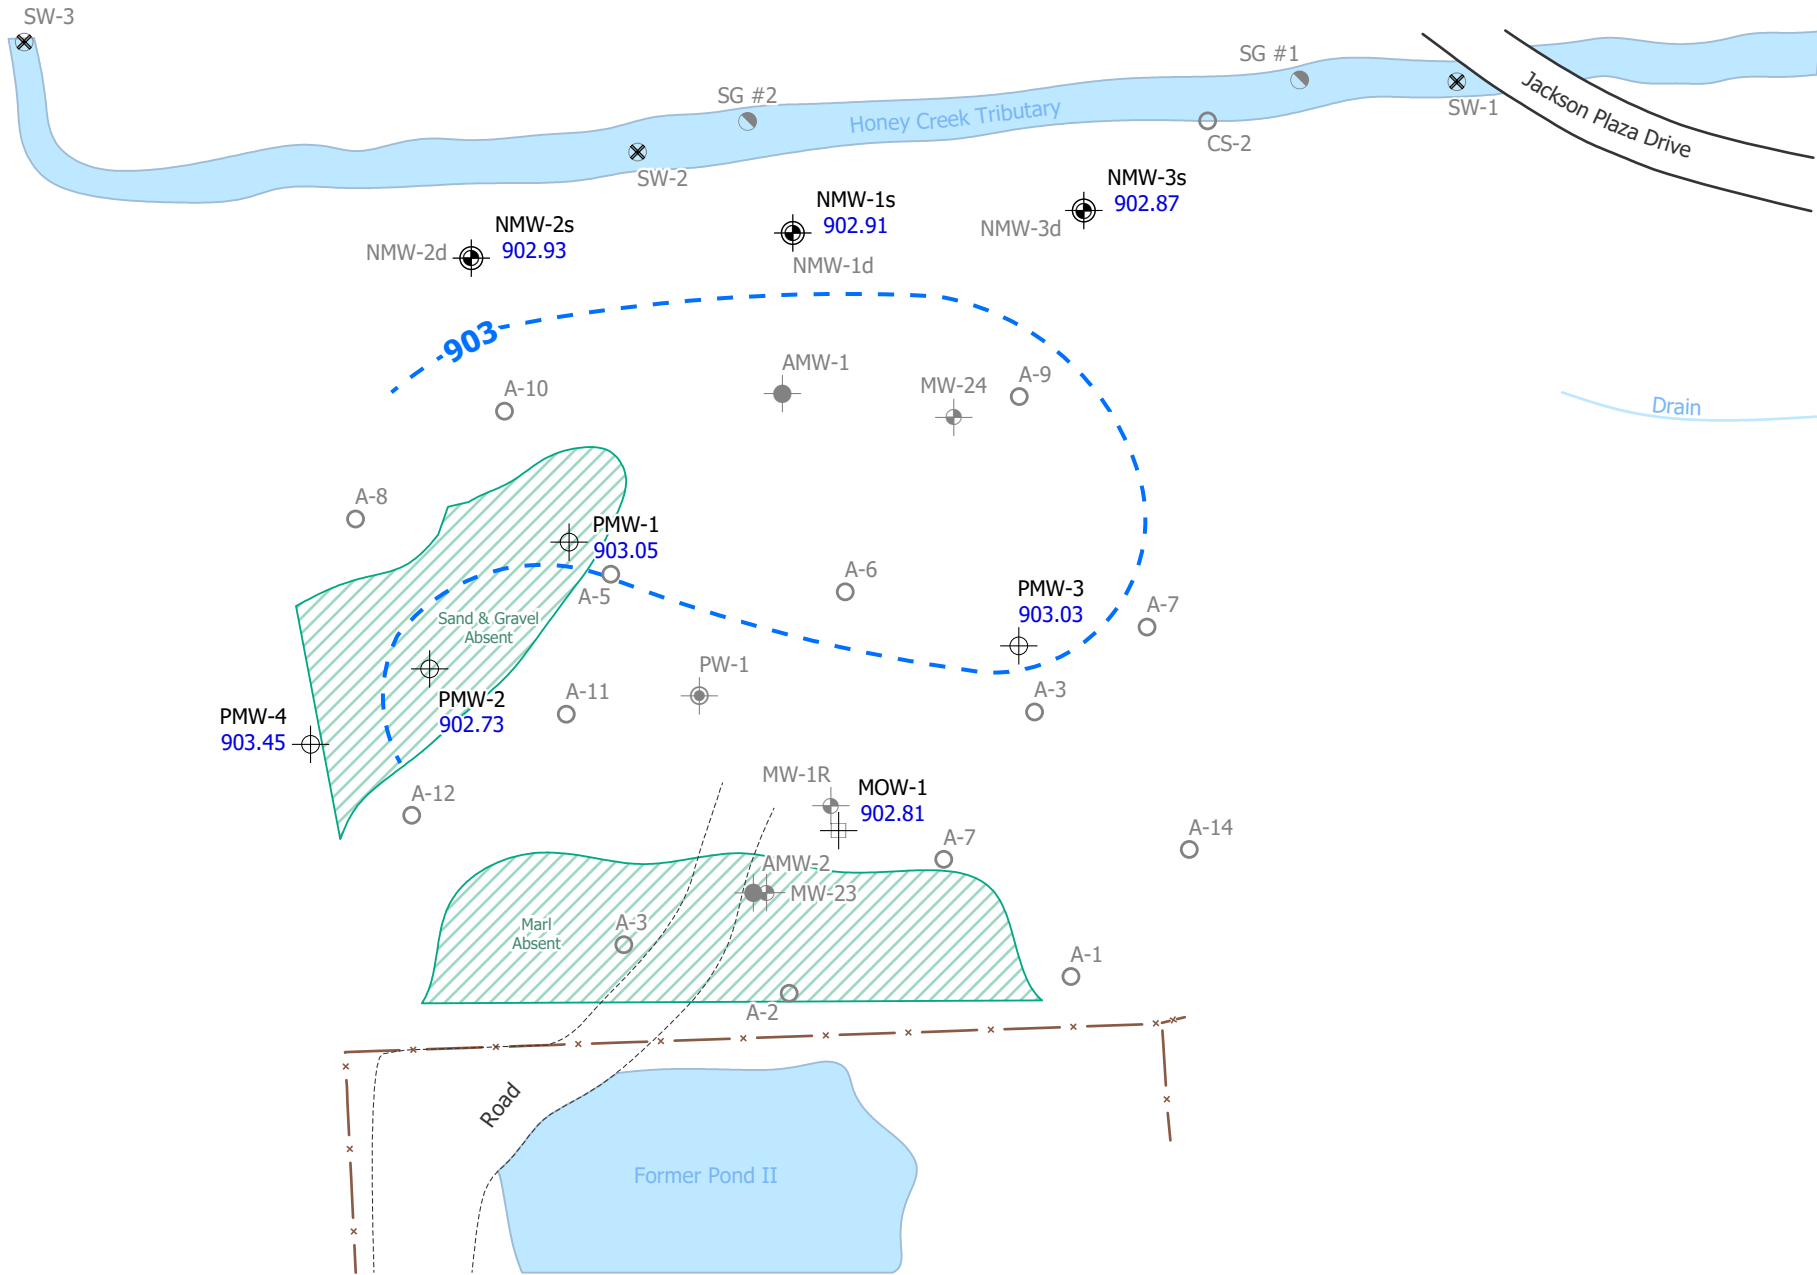 SW-3
SG #1
SG #2
Honey Creek Tributary
SW-1
Jackson Plaza Drive
CS-2
SW-2
NMW-3s
902.87
NMW-3d
NMW-1s
902.91
NMW-1d
NMW-2s
902.93
NMW-2d
903
AMW-1
MW-24
A-9
A-10
Drain
A-8
PMW-1
903.05
A-5
A-6
PMW-3
903.03
A-7
Sand & Gravel
Absent
PW-1
PMW-2
902.73
A-11
A-3
PMW-4
903.45
A-12
MW-1R
MOW-1
902.81
A-7
A-14
AMW-2
MW-23
Marl
Absent
A-3
A-1
A-2
Road
Former Pond II